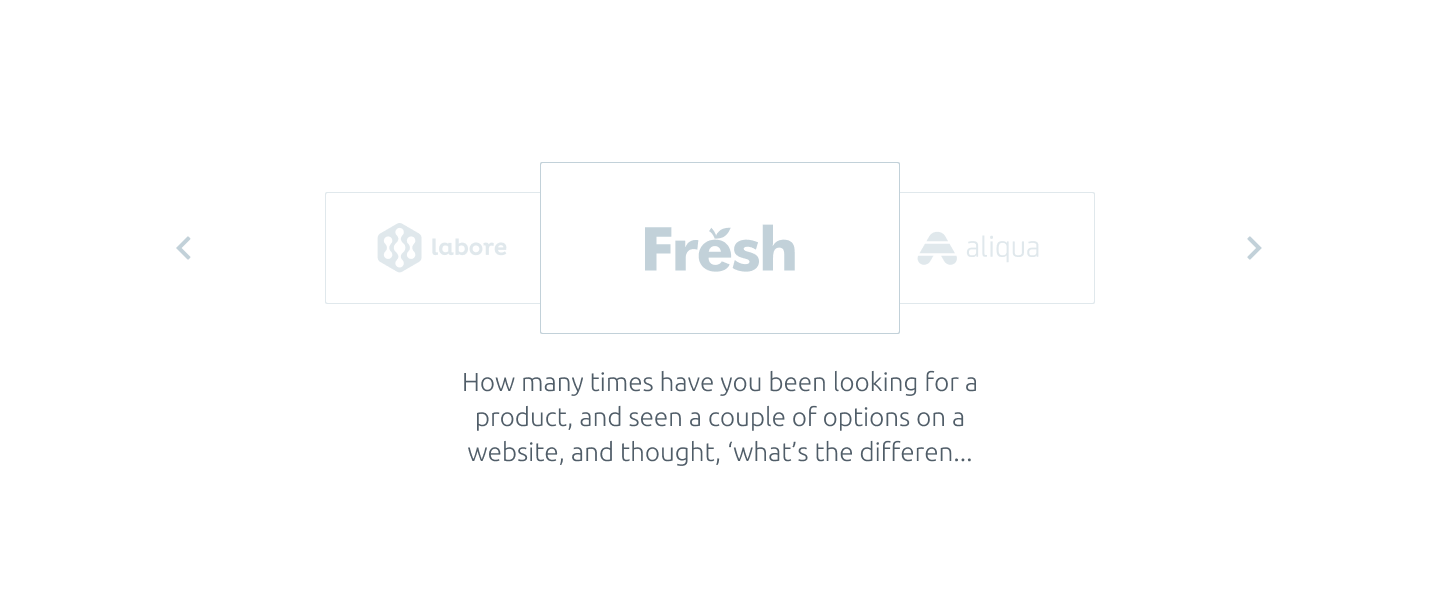 labore
Frĕsh
aliqua
How many times have you been looking for a
product, and seen a couple of options on a
website, and thought, ‘what’s the differen...